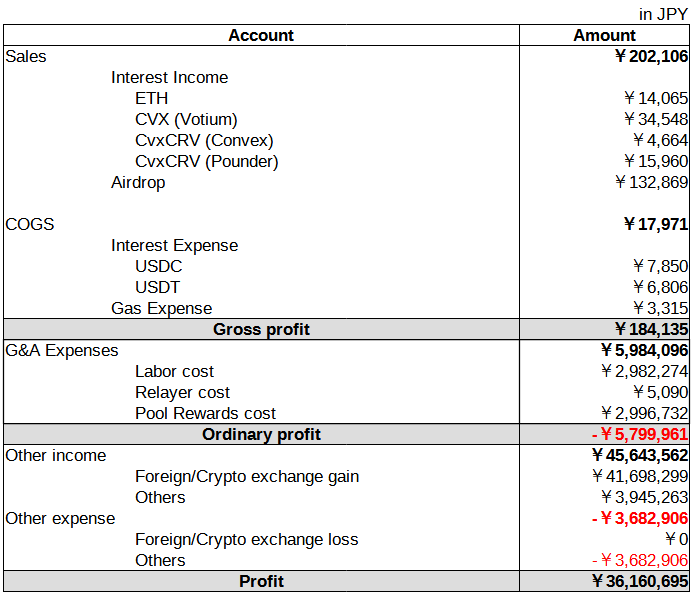 in JPY
Account Amount
Sales ¥202,106
Interest Income
ETH ¥14,065
CVX (Votium) ¥34,548
CvxCRV (Convex) ¥4,664
CvxCRV (Pounder) ¥15,960
Airdrop ¥132,869
COGS ¥17,971
Interest Expense
USDC ¥7,850
USDT ¥6,806
Gas Expense ¥3,315
Gross profit ¥184,135
G&A Expenses ¥5,984,096
Labor cost ¥2,982,274
Relayer cost ¥5,090
Pool Rewards cost ¥2,996,732
Ordinary profit -¥5,799,961
Other income ¥45,643,562
Foreign/Crypto exchange gain ¥41,698,299
Others ¥3,945,263
Other expense -¥3,682,906
Foreign/Crypto exchange loss ¥0
Others -¥3,682,906
Profit ¥36,160,695